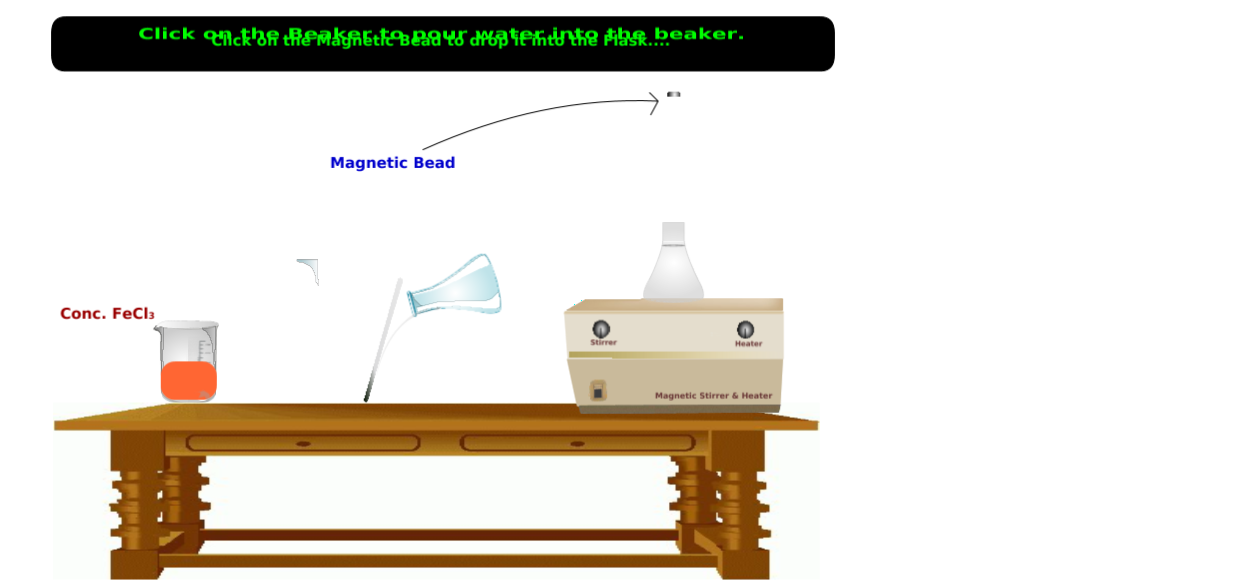 Click on the Beaker to pour water into the beaker.
Click on the Magnetic Bead to drop it into the Flask....
Magnetic Bead
Conc. FeCl₃
Stirrer
Heater
Magnetic Stirrer & Heater